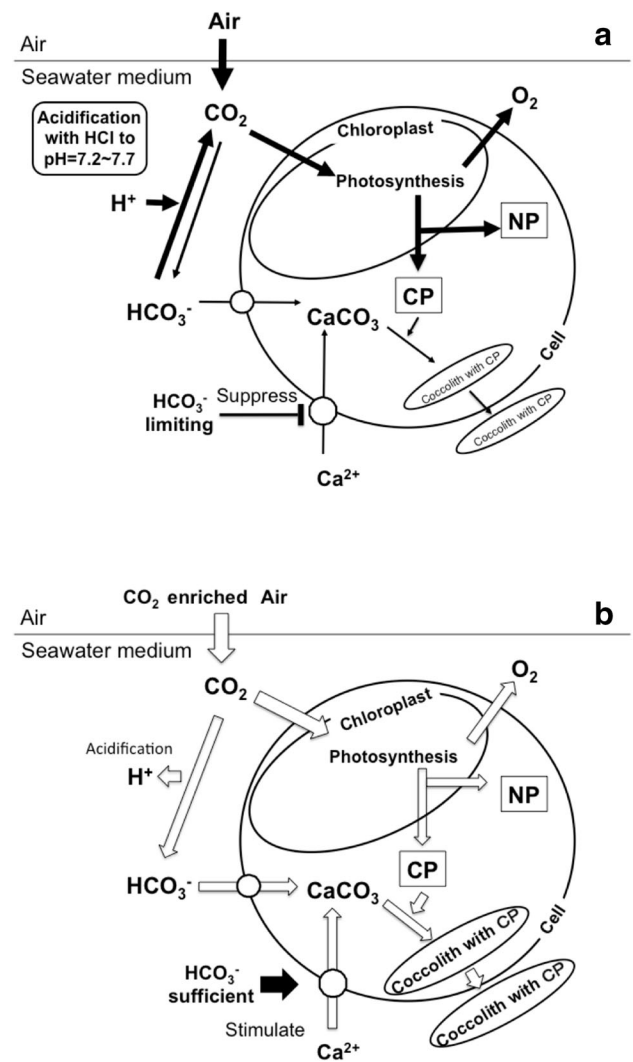 Air
a
Air
Seawater medium
Acidification
with HCl to
pH=7.2~7.7
CO₂
O₂
Chloroplast
Photosynthesis
H⁺
NP
CP
HCO₃⁻
CaCO₃
Cell
Coccolith with CP
Coccolith with CP
HCO₃⁻
limiting
Suppress
Ca²⁺
CO₂ enriched Air
b
Air
Seawater medium
CO₂
O₂
Chloroplast
Acidification
H⁺
Photosynthesis
NP
CP
HCO₃⁻
CaCO₃
Cell
Coccolith with CP
Coccolith with CP
HCO₃⁻
sufficient
Stimulate
Ca²⁺